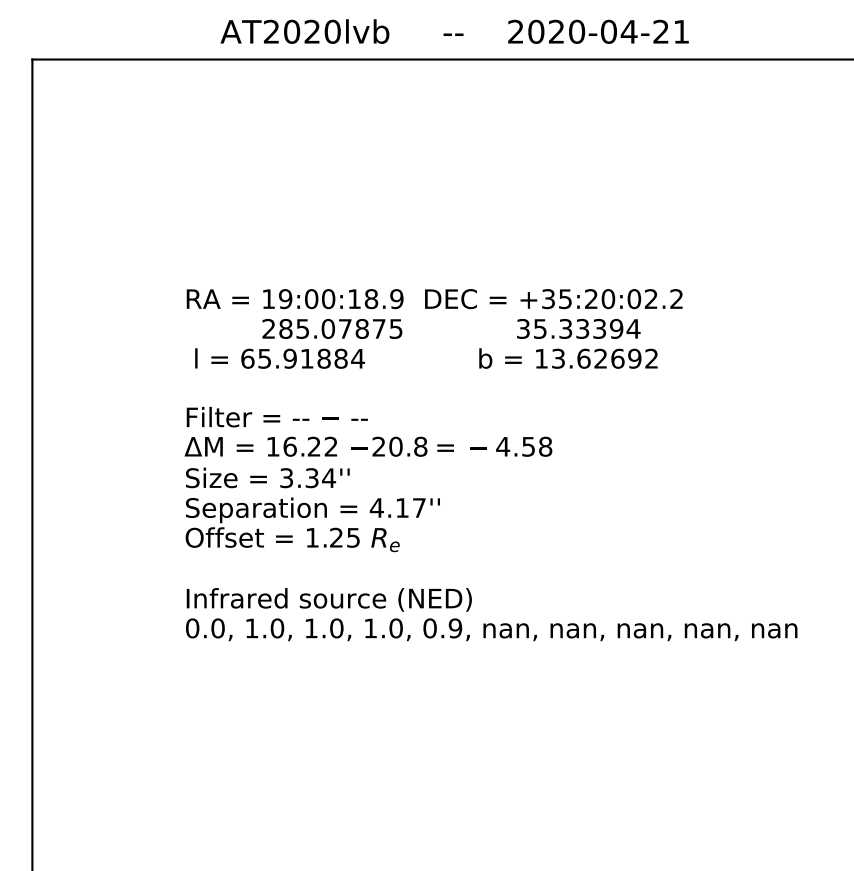 AT2020lvb -- 2020-04-21
RA = 19:00:18.9 DEC = +35:20:02.2
285.07875 35.33394
l = 65.91884 b = 13.62692
Filter = -- − --
ΔM = 16.22 −20.8 = − 4.58
Size = 3.34''
Separation = 4.17''
Offset = 1.25 Re
Infrared source (NED)
0.0, 1.0, 1.0, 1.0, 0.9, nan, nan, nan, nan, nan